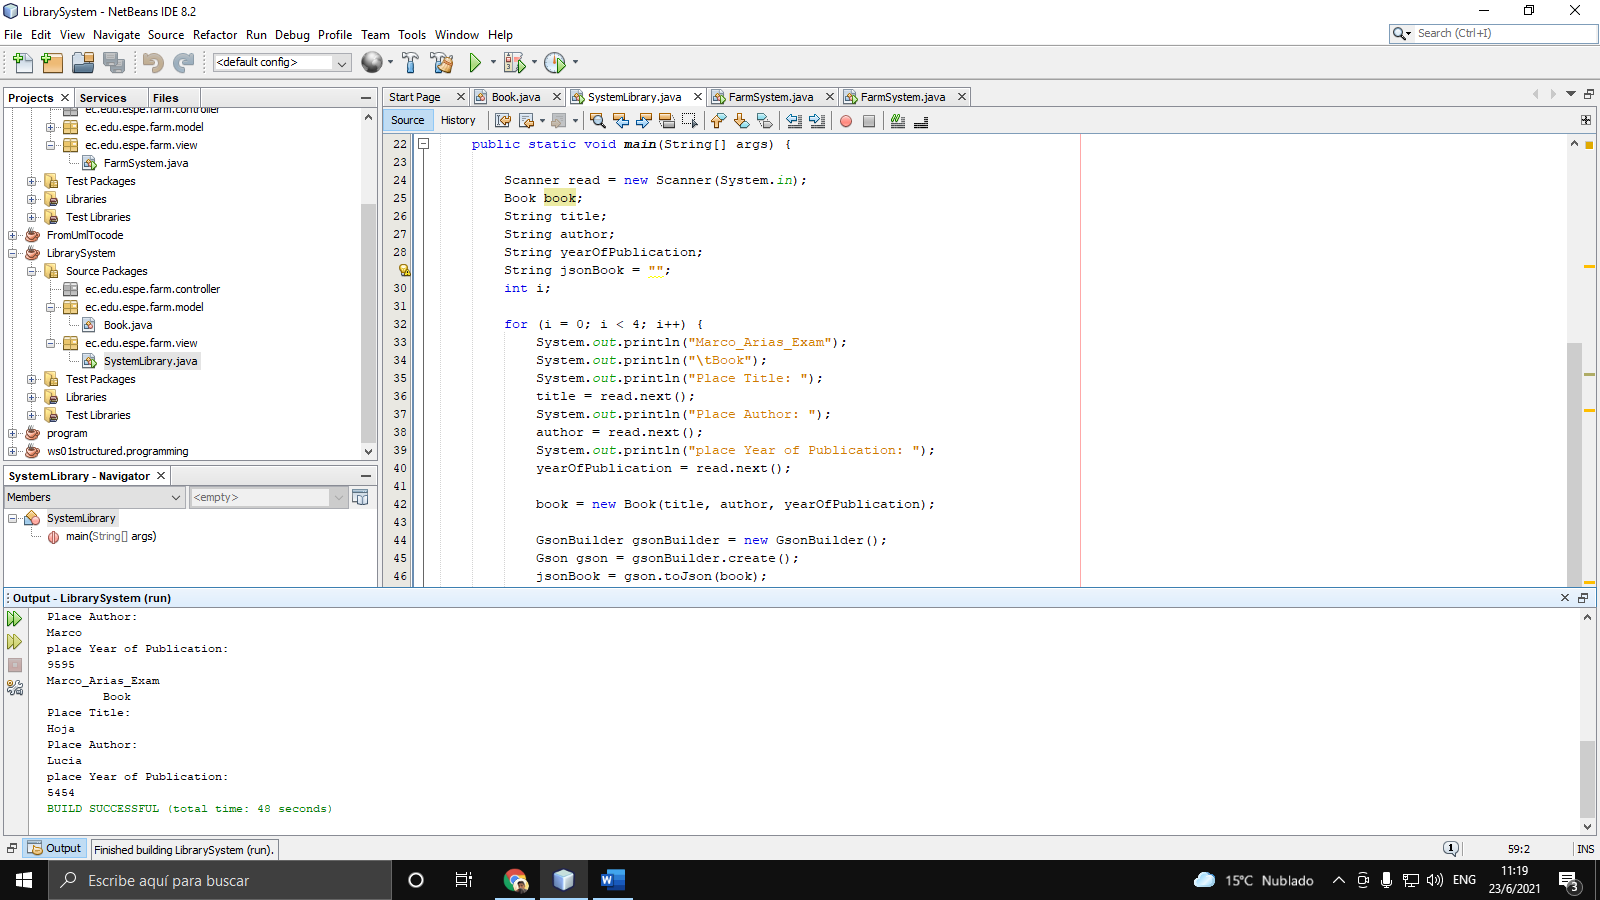 LibrarySystem - NetBeans IDE 8.2
File Edit View Navigate Source Refactor Run Debug Profile Team Tools Window Help
Search (Ctrl+I)
<default config>
Projects Services Files
ec.edu.espe.farm.controller
ec.edu.espe.farm.model
ec.edu.espe.farm.view
FarmSystem.java
Test Packages
Libraries
Test Libraries
FromUmlTocode
LibrarySystem
Source Packages
ec.edu.espe.farm.controller
ec.edu.espe.farm.model
Book.java
ec.edu.espe.farm.view
SystemLibrary.java
Test Packages
Libraries
Test Libraries
program
ws01structured.programming
SystemLibrary - Navigator
Members <empty>
SystemLibrary
main(String[] args)
Start Page Book.java SystemLibrary.java FarmSystem.java FarmSystem.java
Source History
22 public static void main(String[] args) {
23
24 Scanner read = new Scanner(System.in);
25 Book book;
26 String title;
27 String author;
28 String yearOfPublication;
String jsonBook = "";
30 int i;
31
32 for (i = 0; i < 4; i++) {
33 System.out.println("Marco_Arias_Exam");
34 System.out.println("\tBook");
35 System.out.println("Place Title: ");
36 title = read.next();
37 System.out.println("Place Author: ");
38 author = read.next();
39 System.out.println("place Year of Publication: ");
40 yearOfPublication = read.next();
41
42 book = new Book(title, author, yearOfPublication);
43
44 GsonBuilder gsonBuilder = new GsonBuilder();
45 Gson gson = gsonBuilder.create();
46 jsonBook = gson.toJson(book);
Output - LibrarySystem (run)
Place Author:
Marco
place Year of Publication:
9595
Marco_Arias_Exam
Book
Place Title:
Hoja
Place Author:
Lucia
place Year of Publication:
5454
BUILD SUCCESSFUL (total time: 48 seconds)
Output Finished building LibrarySystem (run). 1 59:2 INS
Escribe aquí para buscar
15°C Nublado ENG
11:19
23/6/2021
3